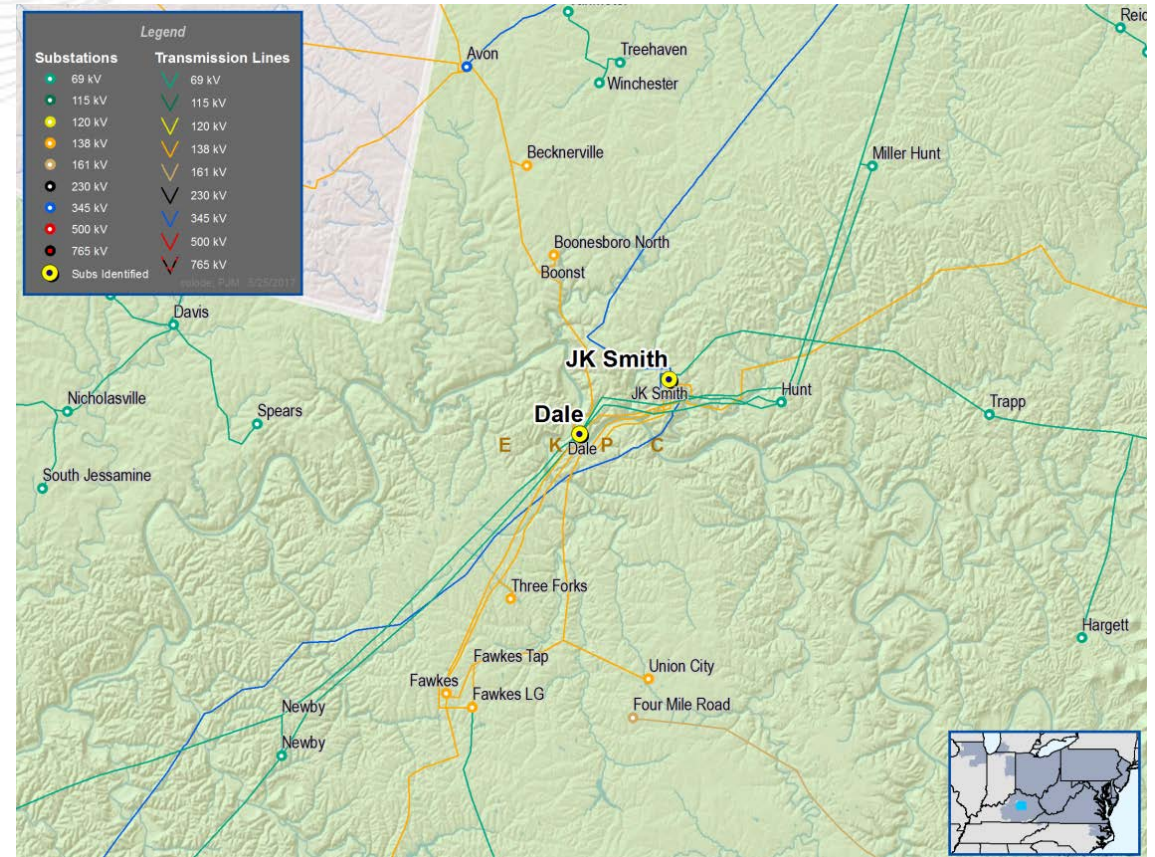 Legend
Substations
69 kV
115 kV
120 kV
138 kV
161 kV
230 kV
345 kV
500 kV
765 kV
Subs Identified
Transmission Lines
69 kV
115 kV
120 kV
138 kV
161 kV
230 kV
345 kV
500 kV
765 kV
PJM 5/25/2017
Avon
Treehaven
Winchester
Becknerville
Miller Hunt
Boonesboro North
Boonst
Davis
JK Smith
JK Smith
Hunt
Nicholasville
Spears
Trapp
Dale
Dale
E K P C
South Jessamine
Three Forks
Hargett
Fawkes Tap
Union City
Fawkes
Fawkes LG
Four Mile Road
Newby
Newby